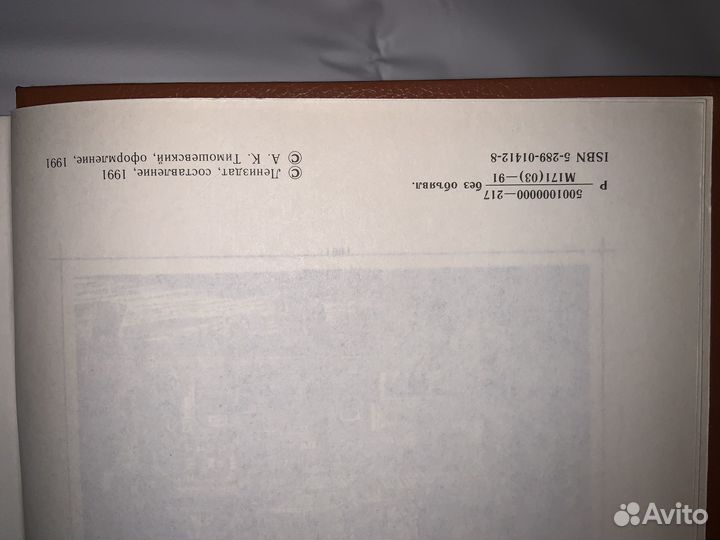 Р 5001000000—217
М171(03)—91 без объявл.
ISBN 5-289-01412-8
© Лениздат, составление, 1991
© А. К. Тимошевский, оформление, 1991
Avito